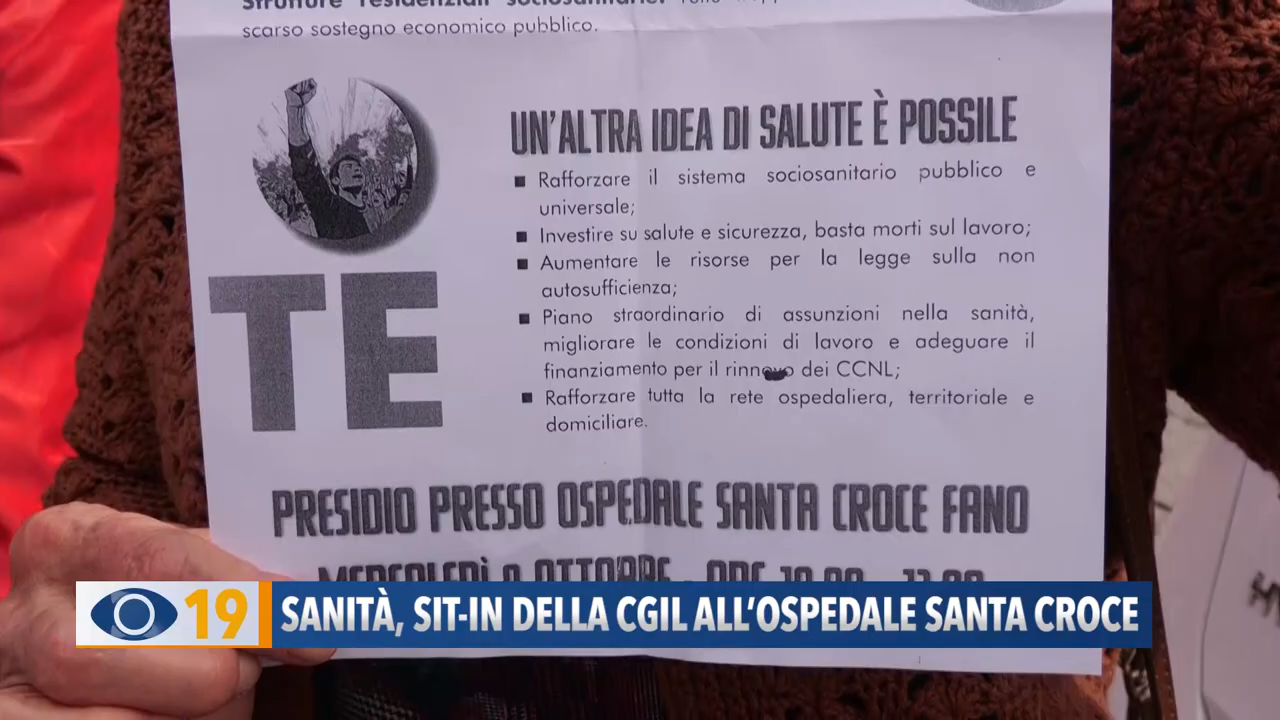 scarso sostegno economico pubblico.
UN'ALTRA IDEA DI SALUTE È POSSILE
Rafforzare il sistema sociosanitario pubblico e
universale;
Investire su salute e sicurezza, basta morti sul lavoro;
Aumentare le risorse per la legge sulla non
autosufficienza;
Piano straordinario di assunzioni nella sanità,
migliorare le condizioni di lavoro e adeguare il
finanziamento per il rinnovo dei CCNL;
Rafforzare tutta la rete ospedaliera, territoriale e
domiciliare.
TE
PRESIDIO PRESSO OSPEDALE SANTA CROCE FANO
MERCOLEDÌ 9 OTTOBRE
19 SANITÀ, SIT-IN DELLA CGIL ALL'OSPEDALE SANTA CROCE